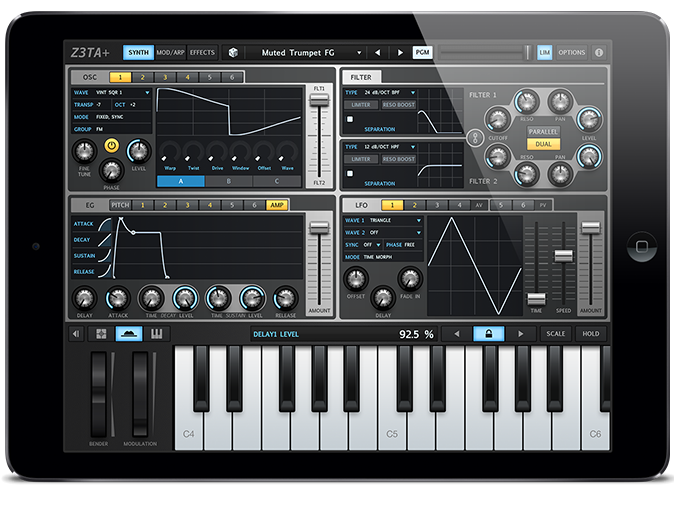 Z3TA+ SYNTH MOD/ARP EFFECTS Muted Trumpet FG PGM LIM OPTIONS i
OSC 1 2 3 4 5 6
WAVE VINT SQR 1
TRANSP -7 OCT +2
MODE FIXED, SYNC
GROUP FM
FINE TUNE
LEVEL
PHASE
Warp Twist Drive Window Offset Wave
A B C
FLT1
FLT2
FILTER
TYPE 24 dB/OCT BPF
LIMITER RESO BOOST
SEPARATION
TYPE 12 dB/OCT HPF
LIMITER RESO BOOST
SEPARATION
FILTER 1
RESO PAN
CUTOFF LEVEL
PARALLEL
DUAL
RESO PAN
FILTER 2
EG PITCH 1 2 3 4 5 6 AMP
ATTACK
DECAY
SUSTAIN
RELEASE
DELAY ATTACK TIME DECAY LEVEL TIME SUSTAIN LEVEL RELEASE
AMOUNT
LFO 1 2 3 4 AV 5 6 PV
WAVE 1 TRIANGLE
WAVE 2 OFF
SYNC OFF PHASE FREE
MODE TIME MORPH
OFFSET
FADE IN
DELAY
TIME SPEED AMOUNT
DELAY1 LEVEL 92.5 % SCALE HOLD
BENDER MODULATION
C4 C5 C6